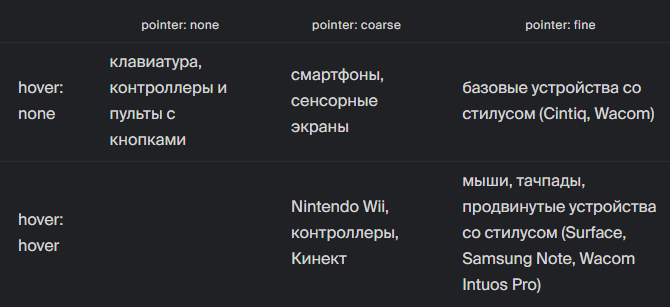 pointer: none
pointer: coarse
pointer: fine
hover:
none
клавиатура,
контроллеры и
пульты с
кнопками
смартфоны,
сенсорные
экраны
базовые устройства со
стилусом (Cintiq, Wacom)
hover:
hover
Nintendo Wii,
контроллеры,
Кинект
мыши, тачпады,
продвинутые устройства
со стилусом (Surface,
Samsung Note, Wacom
Intuos Pro)